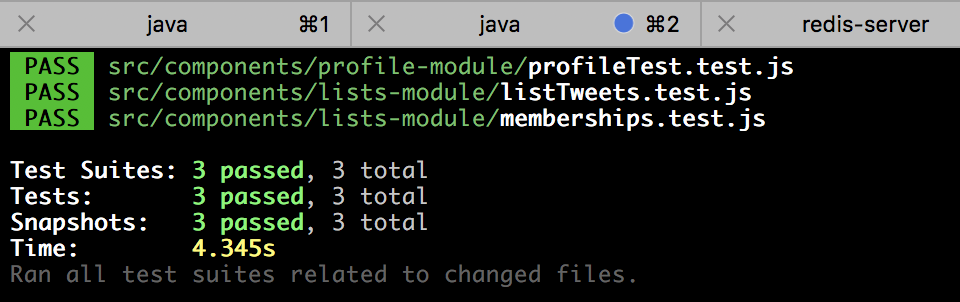 java ⌘1 java ⌘2 redis-server
PASS src/components/profile-module/profileTest.test.js
PASS src/components/lists-module/listTweets.test.js
PASS src/components/lists-module/memberships.test.js
Test Suites: 3 passed, 3 total
Tests: 3 passed, 3 total
Snapshots: 3 passed, 3 total
Time: 4.345s
Ran all test suites related to changed files.